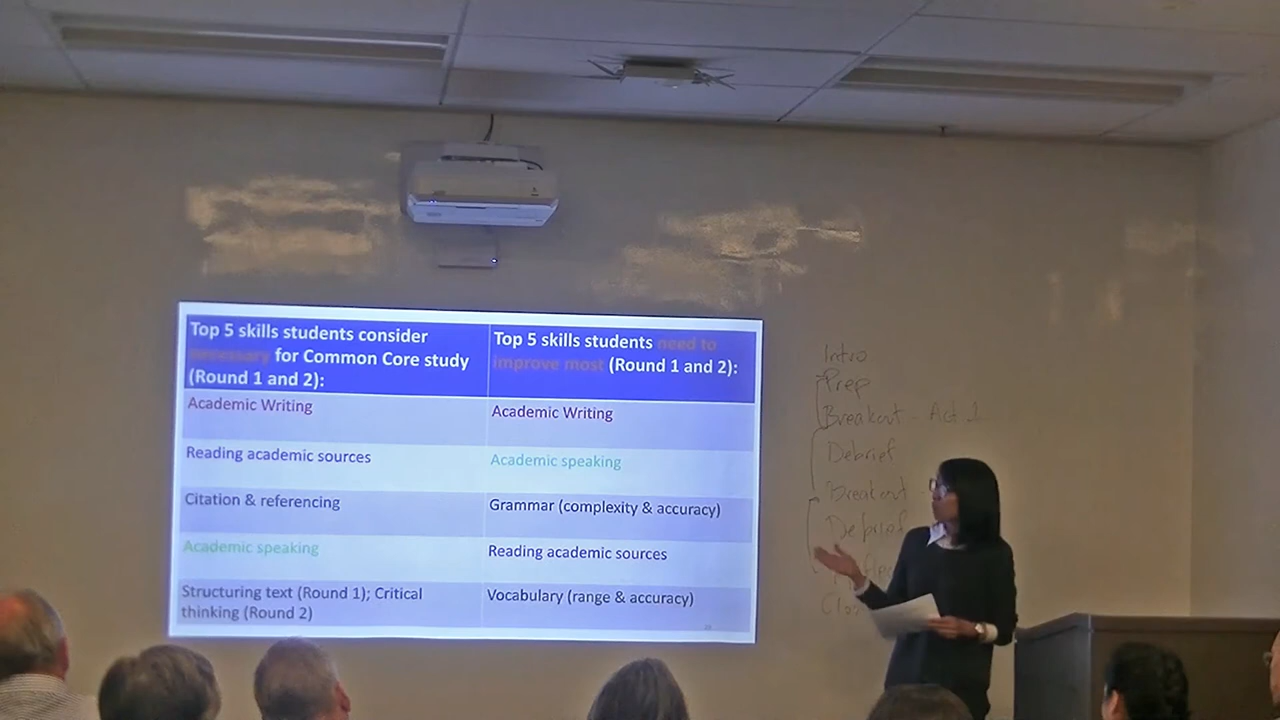 Top 5 skills students consider
necessary for Common Core study
(Round 1 and 2):
Top 5 skills students need to
improve most (Round 1 and 2):
Academic Writing
Academic Writing
Reading academic sources
Academic speaking
Citation & referencing
Grammar (complexity & accuracy)
Academic speaking
Reading academic sources
Structuring text (Round 1); Critical
thinking (Round 2)
Vocabulary (range & accuracy)
Intro
Prep
Breakout - Act 1
Debrief
Breakout
Debrief